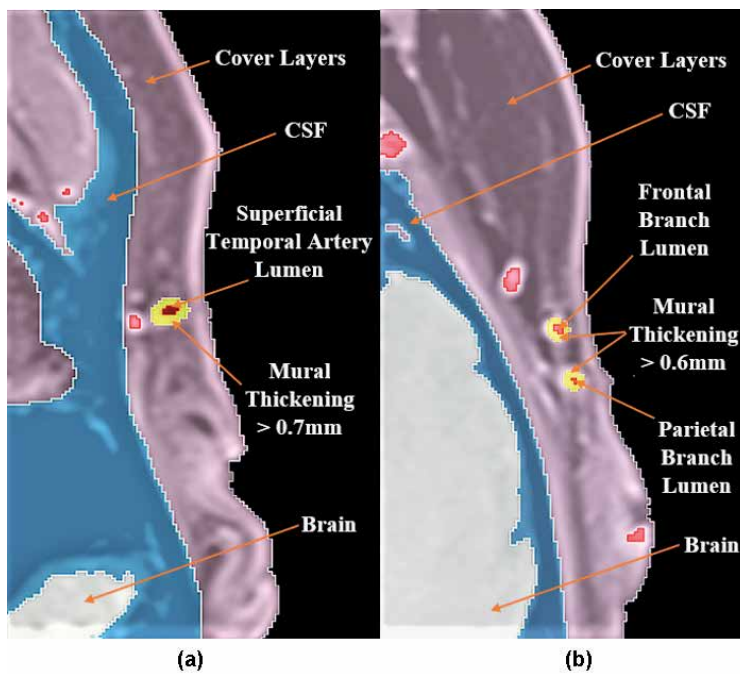 Cover Layers
CSF
Superficial
Temporal Artery
Lumen
Mural
Thickening
> 0.7mm
Brain
(a)
Cover Layers
CSF
Frontal
Branch
Lumen
Mural
Thickening
> 0.6mm
Parietal
Branch
Lumen
Brain
(b)